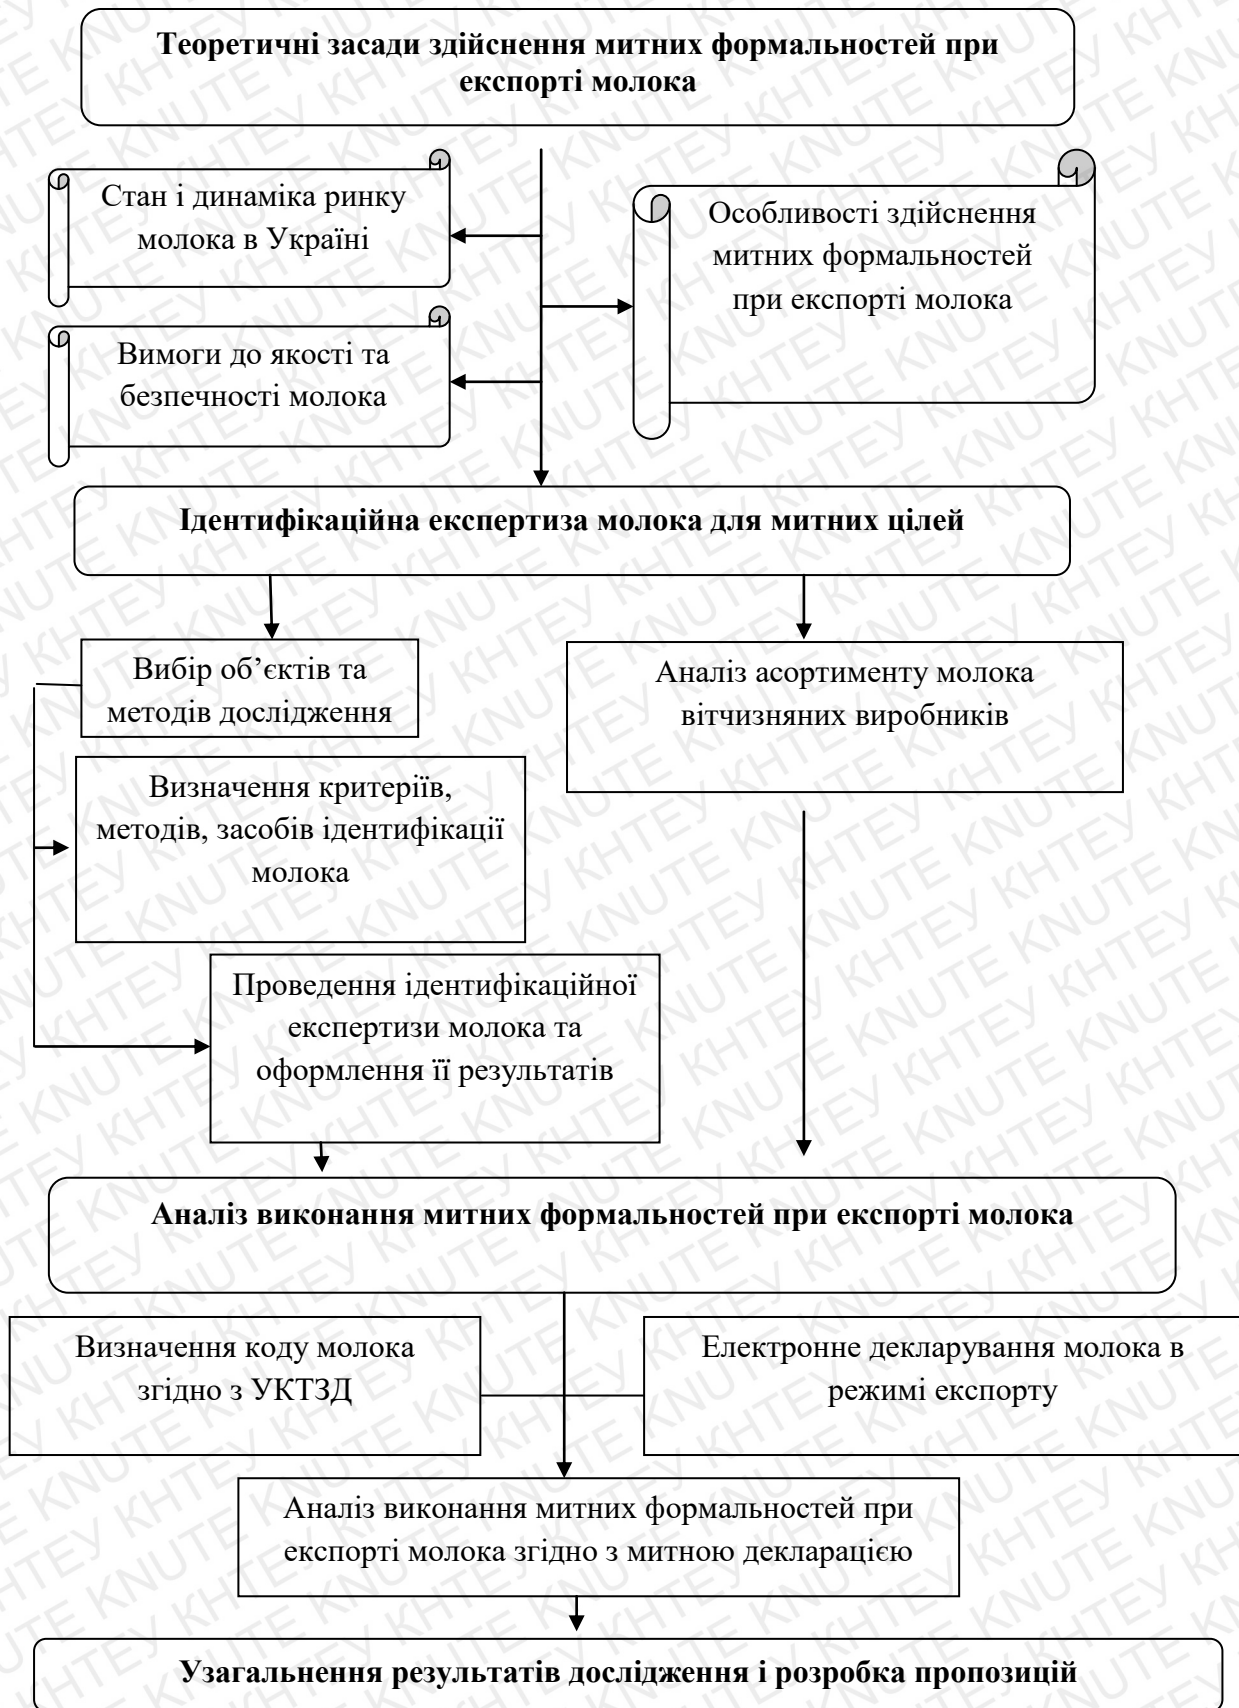 Теоретичні засади здійснення митних формальностей при
експорті молока
Стан і динаміка ринку
молока в Україні
Особливості здійснення
митних формальностей
при експорті молока
Вимоги до якості та
безпечності молока
Ідентифікаційна експертиза молока для митних цілей
Вибір об’єктів та
методів дослідження
Аналіз асортименту молока
вітчизняних виробників
Визначення критеріїв,
методів, засобів ідентифікації
молока
Проведення ідентифікаційної
експертизи молока та
оформлення її результатів
Аналіз виконання митних формальностей при експорті молока
Визначення коду молока
згідно з УКТЗД
Електронне декларування молока в
режимі експорту
Аналіз виконання митних формальностей при
експорті молока згідно з митною декларацією
Узагальнення результатів дослідження і розробка пропозицій